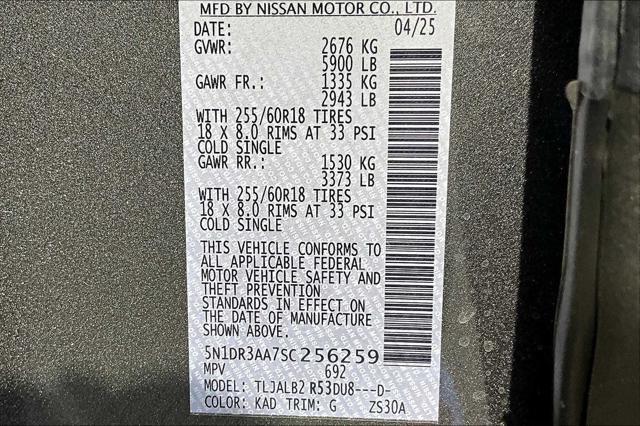 MFD BY NISSAN MOTOR CO., LTD.
DATE: 04/25
GVWR: 2676 KG
5900 LB
GAWR FR.: 1335 KG
2943 LB
WITH 255/60R18 TIRES
18 X 8.0 RIMS AT 33 PSI
COLD SINGLE
GAWR RR.: 1530 KG
3373 LB
WITH 255/60R18 TIRES
18 X 8.0 RIMS AT 33 PSI
COLD SINGLE
THIS VEHICLE CONFORMS TO
ALL APPLICABLE FEDERAL
MOTOR VEHICLE SAFETY AND
THEFT PREVENTION
STANDARDS IN EFFECT ON
THE DATE OF MANUFACTURE
SHOWN ABOVE.
5N1DR3AA7SC256259
MPV 692
MODEL: TLJALB2 R53DU8---D-
COLOR: KAD TRIM: G ZS30A